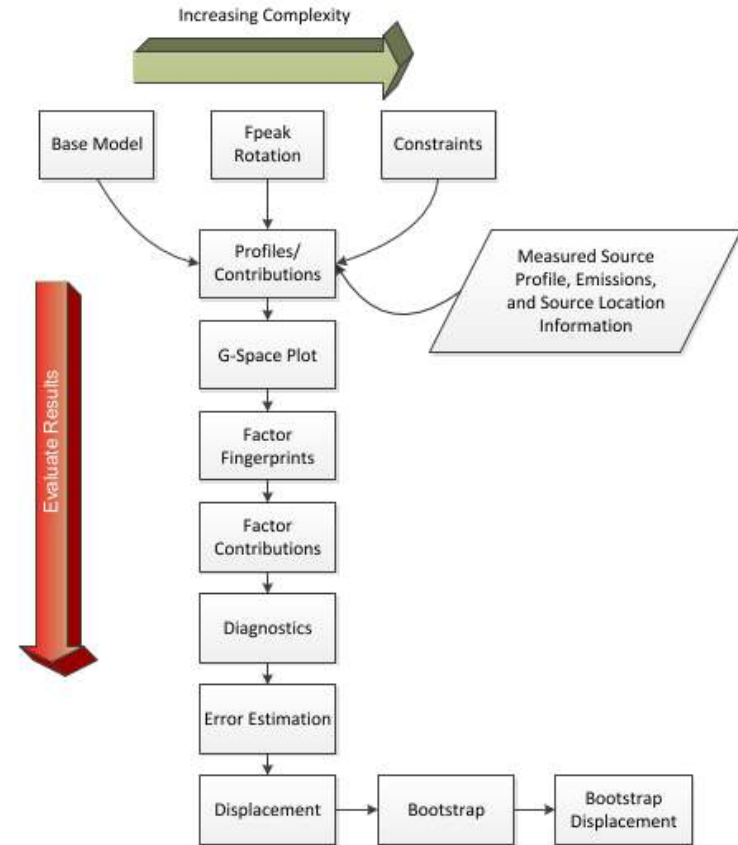 Increasing Complexity
Base Model
Fpeak
Rotation
Constraints
Profiles/
Contributions
Measured Source
Profile, Emissions,
and Source Location
Information
G-Space Plot
Evaluate Results
Factor
Fingerprints
Factor
Contributions
Diagnostics
Error Estimation
Displacement
Bootstrap
Bootstrap
Displacement